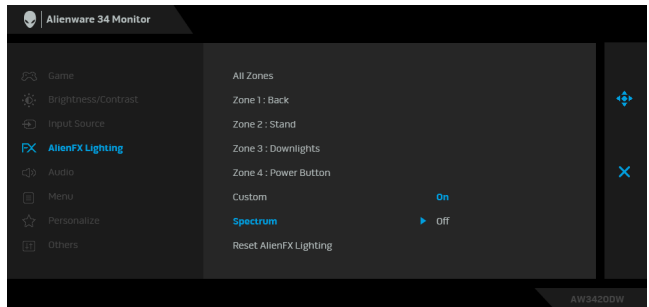 Alienware 34 Monitor
Game
Brightness/Contrast
Input Source
FX AlienFX Lighting
Audio
Menu
Personalize
Others
All Zones
Zone 1 : Back
Zone 2 : Stand
Zone 3 : Downlights
Zone 4 : Power Button
Custom On
Spectrum Off
Reset AlienFX Lighting
AW3420DW